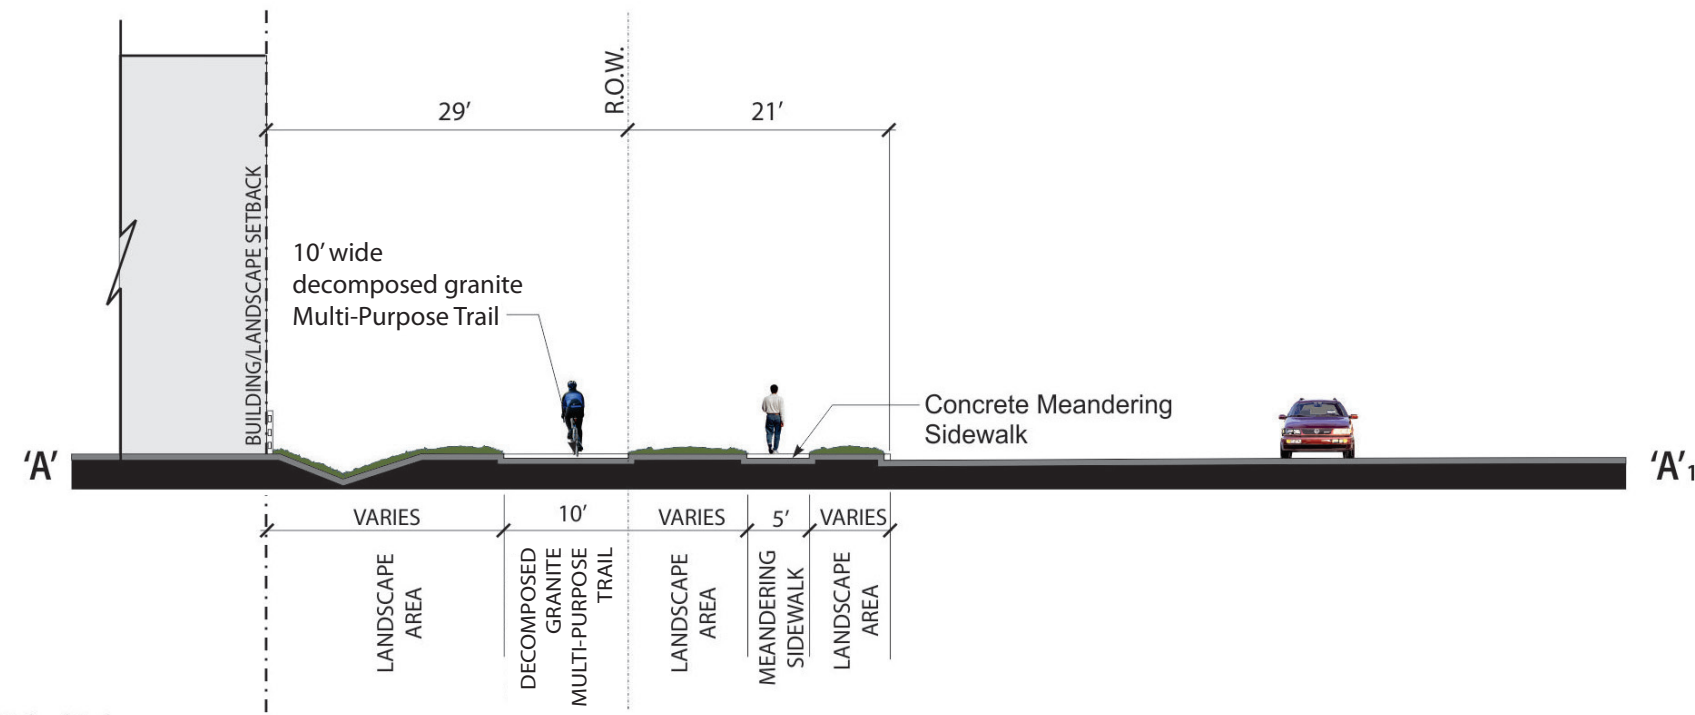 R.O.W.
29’
21’
BUILDING/LANDSCAPE SETBACK
10’ wide
decomposed granite
Multi-Purpose Trail
Concrete Meandering
Sidewalk
‘A’
‘A’1
VARIES
10’
VARIES
5’
VARIES
LANDSCAPE
AREA
DECOMPOSED
GRANITE
MULTI-PURPOSE
TRAIL
LANDSCAPE
AREA
MEANDERING
SIDEWALK
LANDSCAPE
AREA